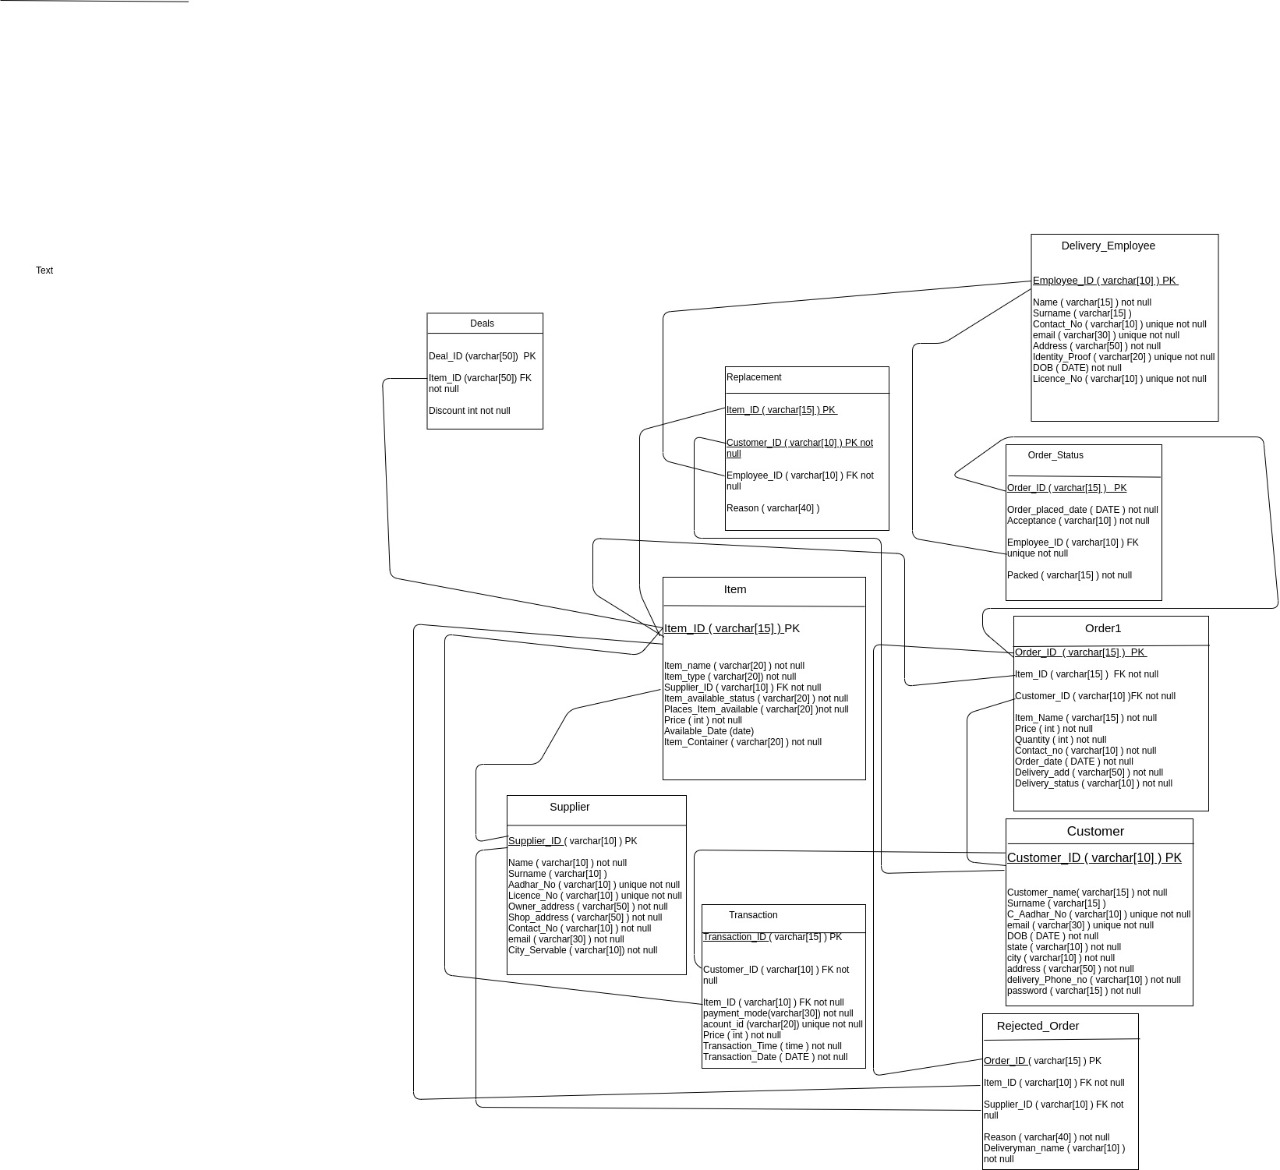 Text
Deals
Deal_ID (varchar[50])  PK
Item_ID (varchar[50]) FK
not null
Discount int not null
Replacement
Item_ID ( varchar[15] ) PK
Customer_ID ( varchar[10] ) PK not
null
Employee_ID ( varchar[10] ) FK not
null
Reason ( varchar[40] )
Delivery_Employee
Employee_ID ( varchar[10] ) PK
Name ( varchar[15] ) not null
Surname ( varchar[15] )
Contact_No ( varchar[10] ) unique not null
email ( varchar[30] ) unique not null
Address ( varchar[50] ) not null
Identity_Proof ( varchar[20] ) unique not null
DOB ( DATE) not null
Licence_No ( varchar[10] ) unique not null
Order_Status
Order_ID ( varchar[15] )   PK
Order_placed_date ( DATE ) not null
Acceptance ( varchar[10] ) not null
Employee_ID ( varchar[10] ) FK
unique not null
Packed ( varchar[15] ) not null
Item
Item_ID ( varchar[15] ) PK
Item_name ( varchar[20] ) not null
Item_type ( varchar[20]) not null
Supplier_ID ( varchar[10] ) FK not null
Item_available_status ( varchar[20] ) not null
Places_Item_available ( varchar[20] )not null
Price ( int ) not null
Available_Date (date)
Item_Container ( varchar[20] ) not null
Order1
Order_ID  ( varchar[15] )  PK
Item_ID ( varchar[15] )  FK not null
Customer_ID ( varchar[10] )FK not null
Item_Name ( varchar[15] ) not null
Price ( int ) not null
Quantity ( int ) not null
Contact_no ( varchar[10] ) not null
Order_date ( DATE ) not null
Delivery_add ( varchar[50] ) not null
Delivery_status ( varchar[10] ) not null
Supplier
Supplier_ID ( varchar[10] ) PK
Name ( varchar[10] ) not null
Surname ( varchar[10] )
Aadhar_No ( varchar[10] ) unique not null
Licence_No ( varchar[10] ) unique not null
Owner_address ( varchar[50] ) not null
Shop_address ( varchar[50] ) not null
Contact_No ( varchar[10] ) not null
email ( varchar[30] ) not null
City_Servable ( varchar[10]) not null
Customer
Customer_ID ( varchar[10] ) PK
Customer_name( varchar[15] ) not null
Surname ( varchar[15] )
C_Aadhar_No ( varchar[10] ) unique not null
email ( varchar[30] ) unique not null
DOB ( DATE ) not null
state ( varchar[10] ) not null
city ( varchar[10] ) not null
address ( varchar[50] ) not null
delivery_Phone_no ( varchar[10] ) not null
password ( varchar[15] ) not null
Transaction
Transaction_ID ( varchar[15] ) PK
Customer_ID ( varchar[10] ) FK not
null
Item_ID ( varchar[10] ) FK not null
payment_mode(varchar[30]) not null
acount_id (varchar[20]) unique not null
Price ( int ) not null
Transaction_Time ( time ) not null
Transaction_Date ( DATE ) not null
Rejected_Order
Order_ID ( varchar[15] ) PK
Item_ID ( varchar[10] ) FK not null
Supplier_ID ( varchar[10] ) FK not
null
Reason ( varchar[40] ) not null
Deliveryman_name ( varchar[10] )
not null